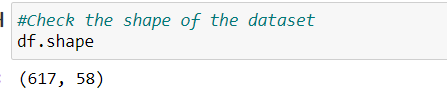 #Check the shape of the dataset
df.shape
(617, 58)